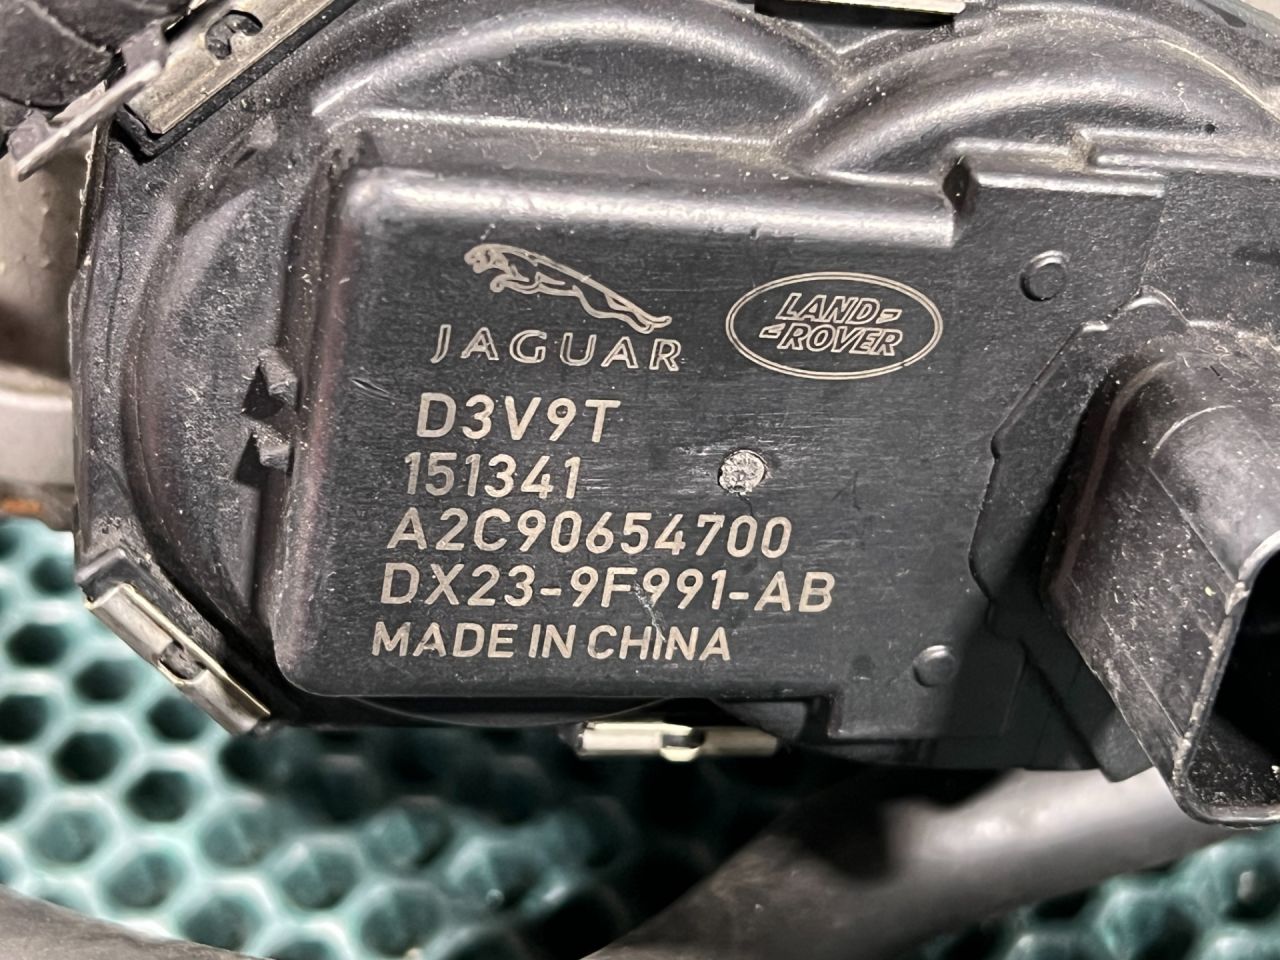 JAGUAR
LAND-
-ROVER
D3V9T
151341
A2C90654700
DX23-9F991-AB
MADE IN CHINA